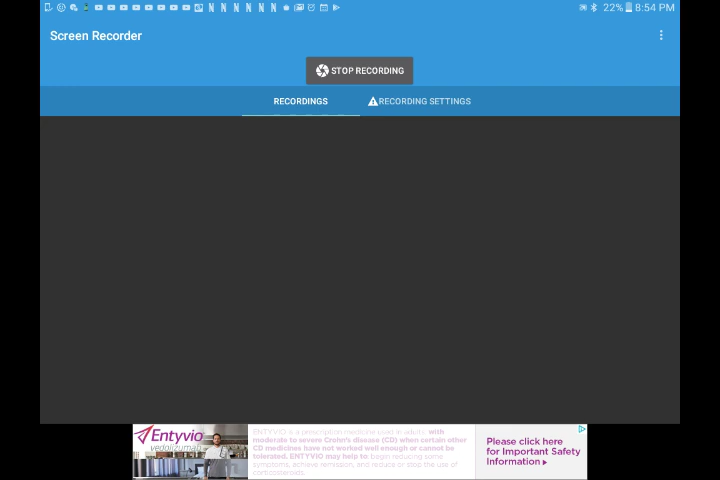 22% 8:54 PM
Screen Recorder
STOP RECORDING
RECORDINGS RECORDING SETTINGS
Entyvio
vedolizumab
ENTYVIO is a prescription medicine used in adults: with
moderate to severe Crohn's disease (CD) when certain other
CD medicines have not worked well enough or cannot be
tolerated. ENTYVIO may help to: begin reducing some
symptoms, achieve remission, and reduce or stop the use of
corticosteroids.
Please click here
for Important Safety
Information